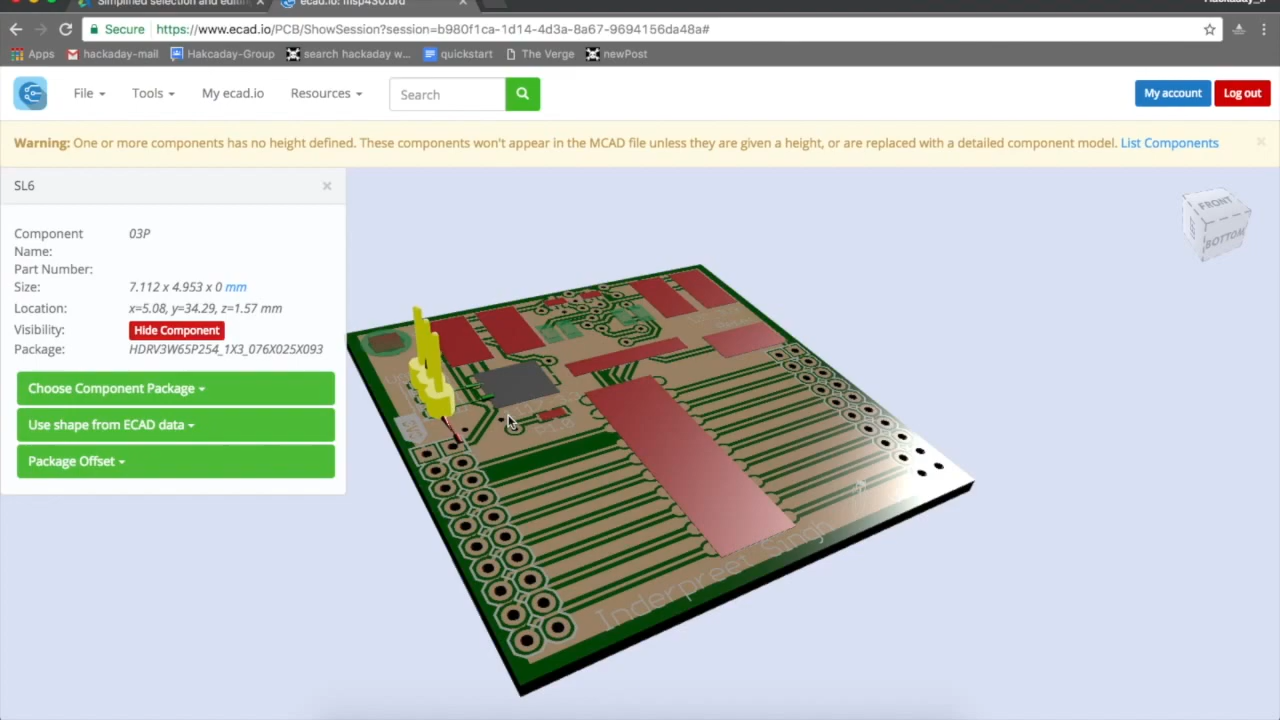 Simplified selection and editin
ecad.io: msp430.brd
Secure https://www.ecad.io/PCB/ShowSession?session=b980f1ca-1d14-4d3a-8a67-9694156da48a#
Apps hackaday-mail Hakcaday-Group search hackaday w... quickstart The Verge newPost
File Tools My ecad.io Resources Search My account Log out
Warning: One or more components has no height defined. These components won't appear in the MCAD file unless they are given a height, or are replaced with a detailed component model. List Components
SL6
Component Name: 03P
Part Number:
Size: 7.112 x 4.953 x 0 mm
Location: x=5.08, y=34.29, z=1.57 mm
Visibility: Hide Component
Package: HDRV3W65P254_1X3_076X025X093
Choose Component Package
Use shape from ECAD data
Package Offset
FRONT
BOTTOM
Inderpreet Singh